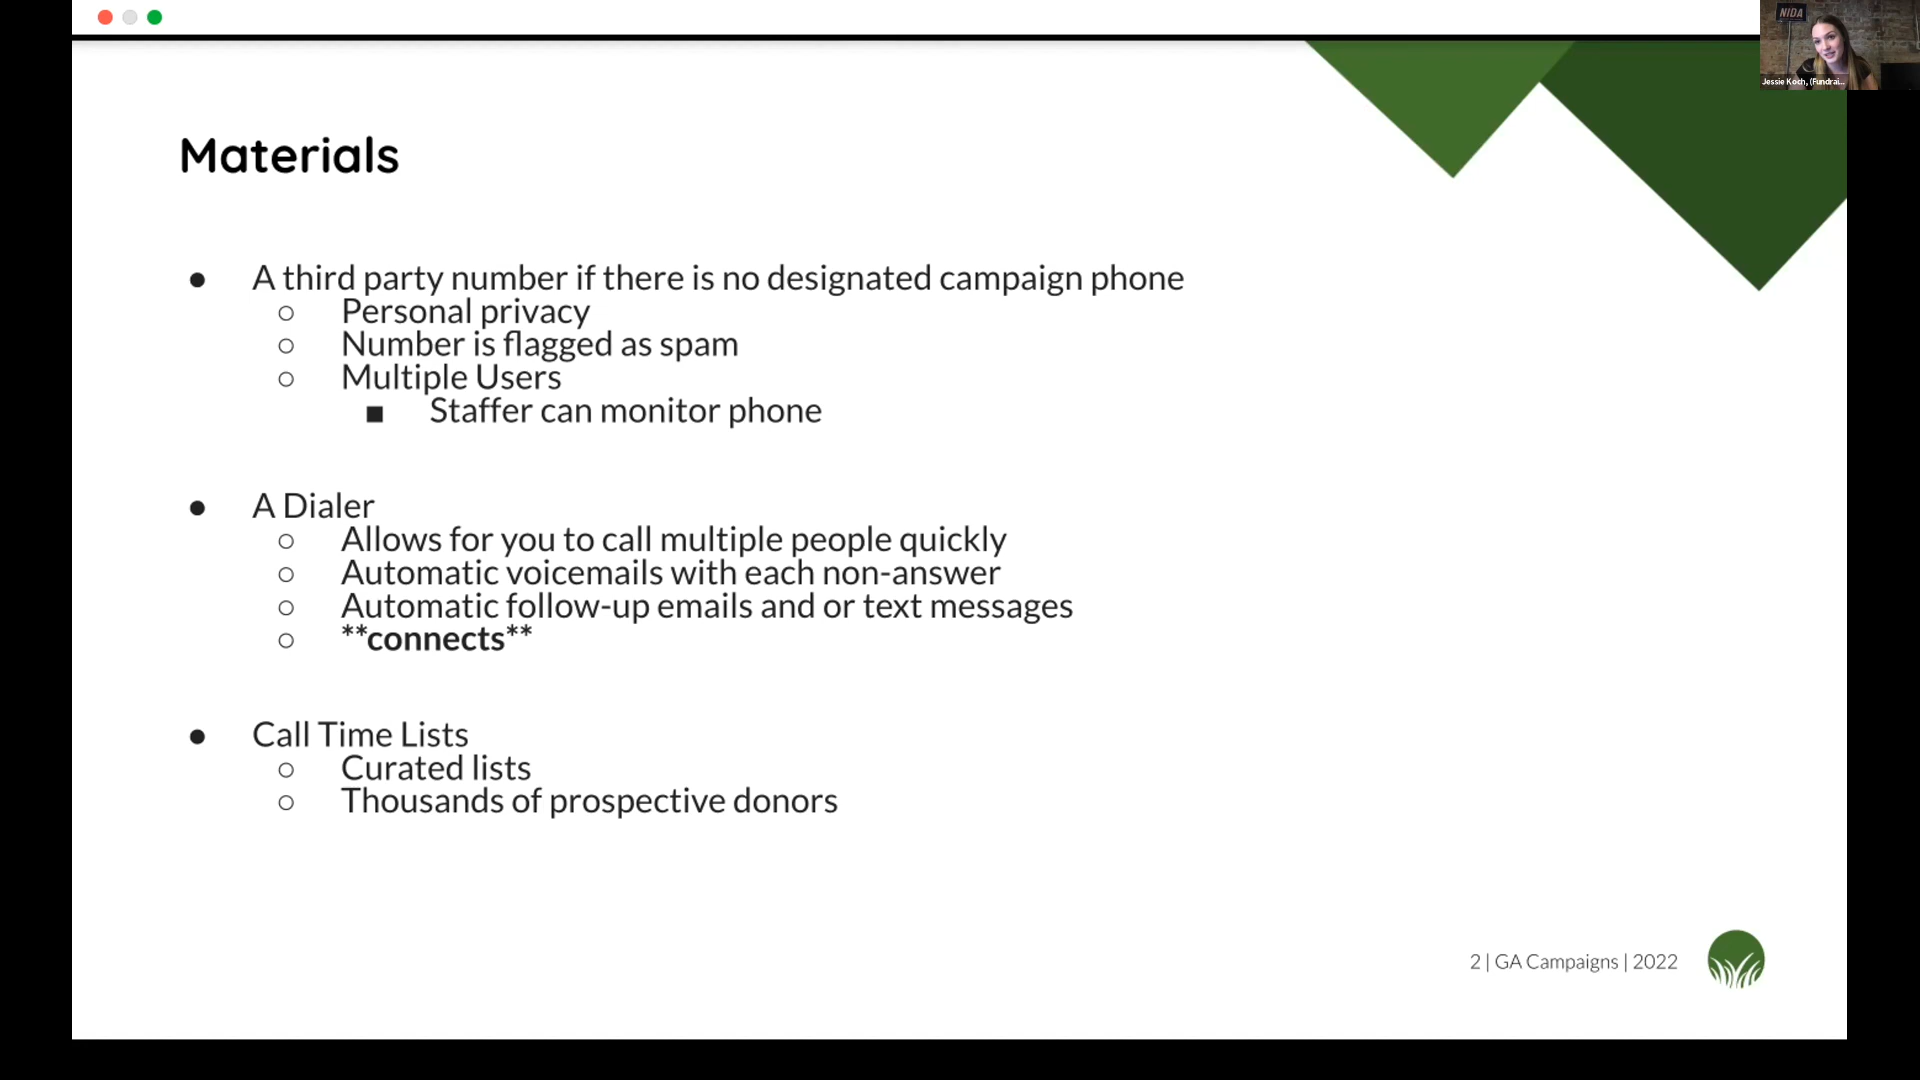 NIDA
Jessie Koch, (Fundrai...
Materials
● A third party number if there is no designated campaign phone
○ Personal privacy
○ Number is flagged as spam
○ Multiple Users
■ Staffer can monitor phone
● A Dialer
○ Allows for you to call multiple people quickly
○ Automatic voicemails with each non-answer
○ Automatic follow-up emails and or text messages
○ **connects**
● Call Time Lists
○ Curated lists
○ Thousands of prospective donors
2 | GA Campaigns | 2022